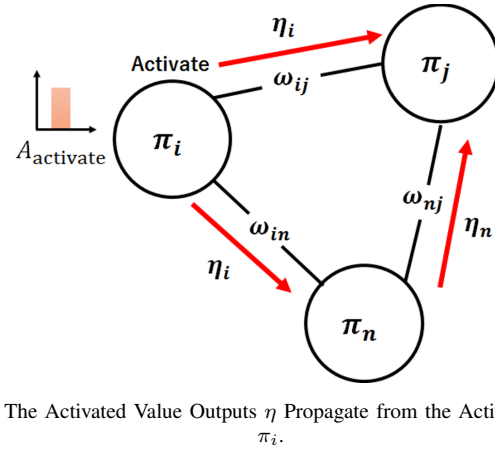 η_i
Activate
ω_ij
π_j
A_activate
π_i
ω_nj
η_n
ω_in
η_i
π_n
The Activated Value Outputs η Propagate from the Acti
π_i.